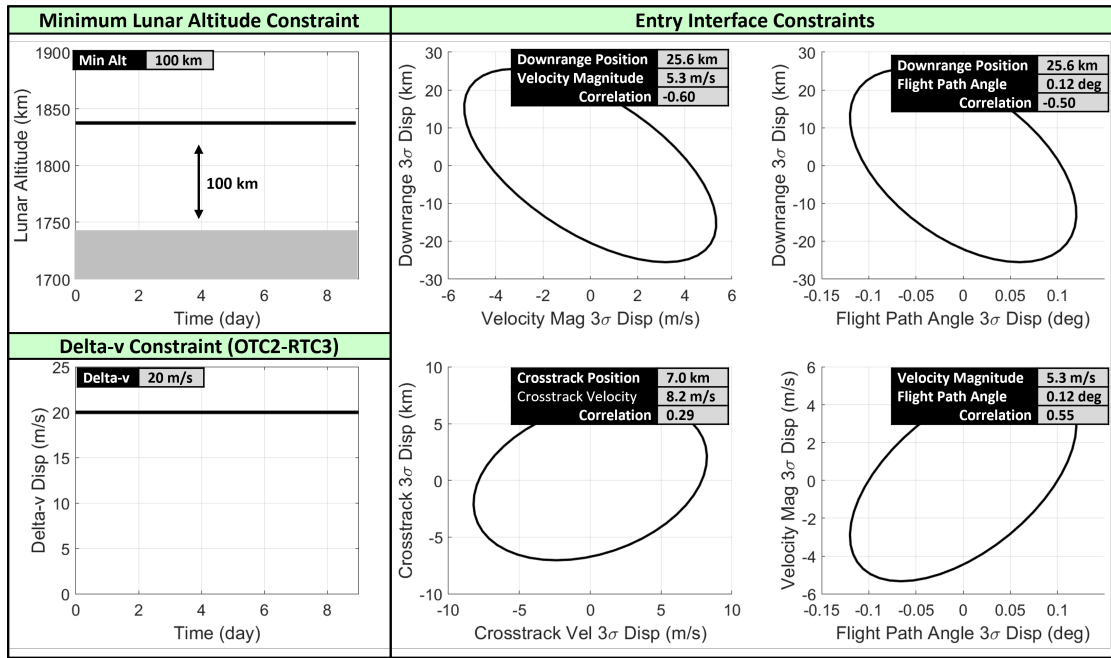 Minimum Lunar Altitude Constraint
Min Alt 100 km
1900
1850
1800
1750
1700
Lunar Altitude (km)
100 km
0 2 4 6 8
Time (day)
Delta-v Constraint (OTC2-RTC3)
Delta-v 20 m/s
25
20
15
10
5
0
Delta-v Disp (m/s)
0 2 4 6 8
Time (day)
Entry Interface Constraints
Downrange Position 25.6 km
Velocity Magnitude 5.3 m/s
Correlation -0.60
30
20
10
0
-10
-20
-30
Downrange 3σ Disp (km)
-6 -4 -2 0 2 4 6
Velocity Mag 3σ Disp (m/s)
Downrange Position 25.6 km
Flight Path Angle 0.12 deg
Correlation -0.50
30
20
10
0
-10
-20
-30
Downrange 3σ Disp (km)
-0.15 -0.1 -0.05 0 0.05 0.1
Flight Path Angle 3σ Disp (deg)
Crosstrack Position 7.0 km
Crosstrack Velocity 8.2 m/s
Correlation 0.29
10
5
0
-5
-10
Crosstrack 3σ Disp (km)
-10 -5 0 5 10
Crosstrack Vel 3σ Disp (m/s)
Velocity Magnitude 5.3 m/s
Flight Path Angle 0.12 deg
Correlation 0.55
6
4
2
0
-2
-4
-6
Velocity Mag 3σ Disp (m/s)
-0.15 -0.1 -0.05 0 0.05 0.1
Flight Path Angle 3σ Disp (deg)